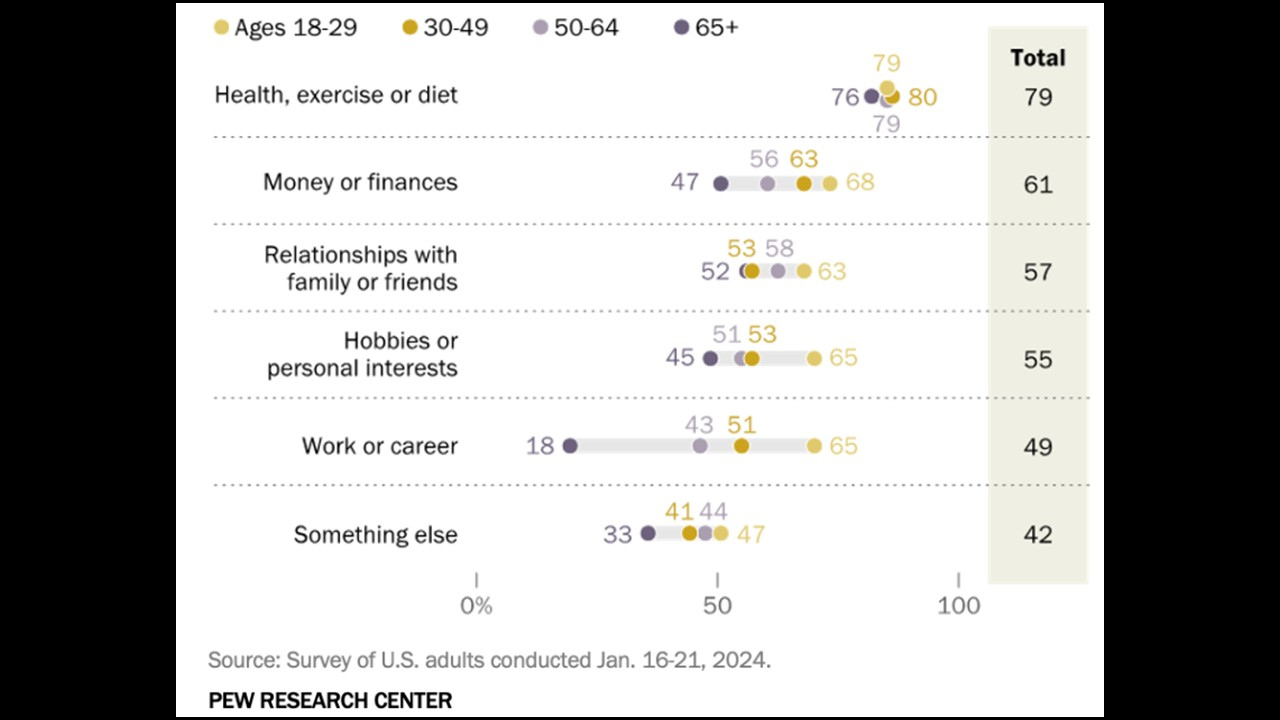 Ages 18-29 30-49 50-64 65+
Total
79
Health, exercise or diet 76 80 79
79
56 63
Money or finances 47 68 61
53 58
Relationships with
family or friends 52 63 57
51 53
Hobbies or
personal interests 45 65 55
43 51
Work or career 18 65 49
41 44
Something else 33 47 42
0% 50 100
Source: Survey of U.S. adults conducted Jan. 16-21, 2024.
PEW RESEARCH CENTER